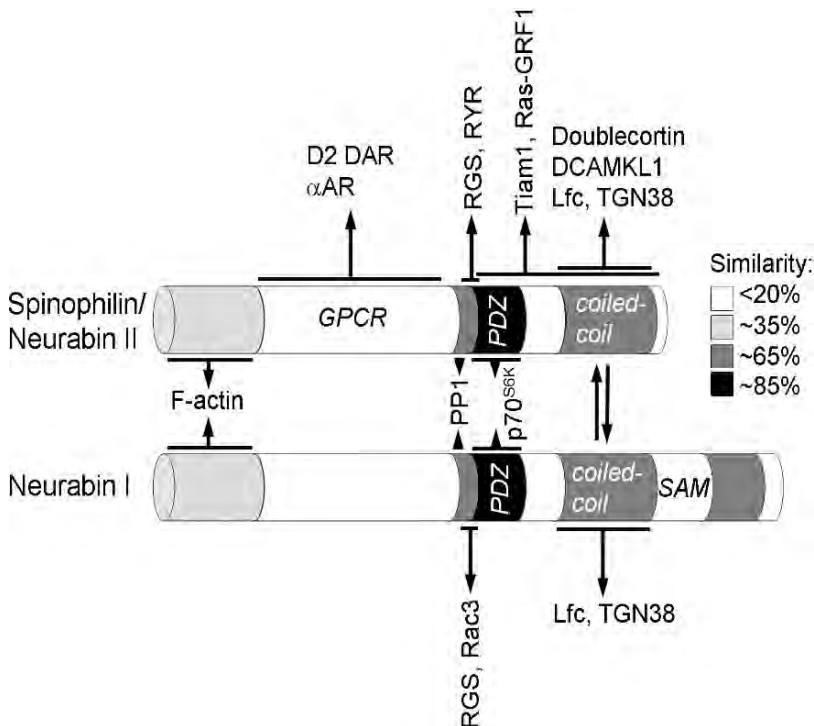 D2 DAR
αAR
RGS, RYR
Tiam1, Ras-GRF1
Doublecortin
DCAMKL1
Lfc, TGN38
Similarity:
<20%
~35%
~65%
~85%
Spinophilin/
Neurabin II
GPCR
PDZ
coiled-
coil
F-actin
PP1
p70S6K
Neurabin I
PDZ
coiled-
coil
SAM
RGS, Rac3
Lfc, TGN38